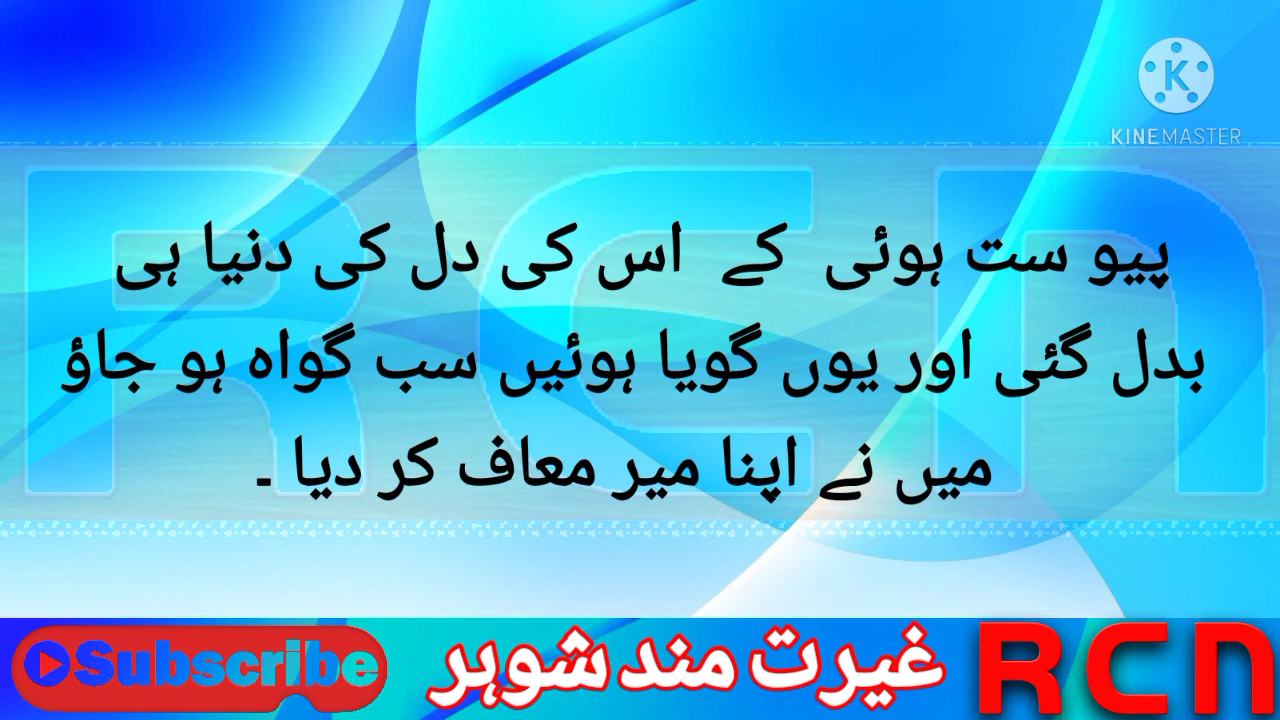 KINEMASTER
پیو ست ہوئی کے اس کی دل کی دنیا ہی
بدل گئی اور یوں گویا ہوئیں سب گواہ ہو جاؤ
میں نے اپنا میر معاف کر دیا ۔
Subscribe غیرت مند شوہر RCN